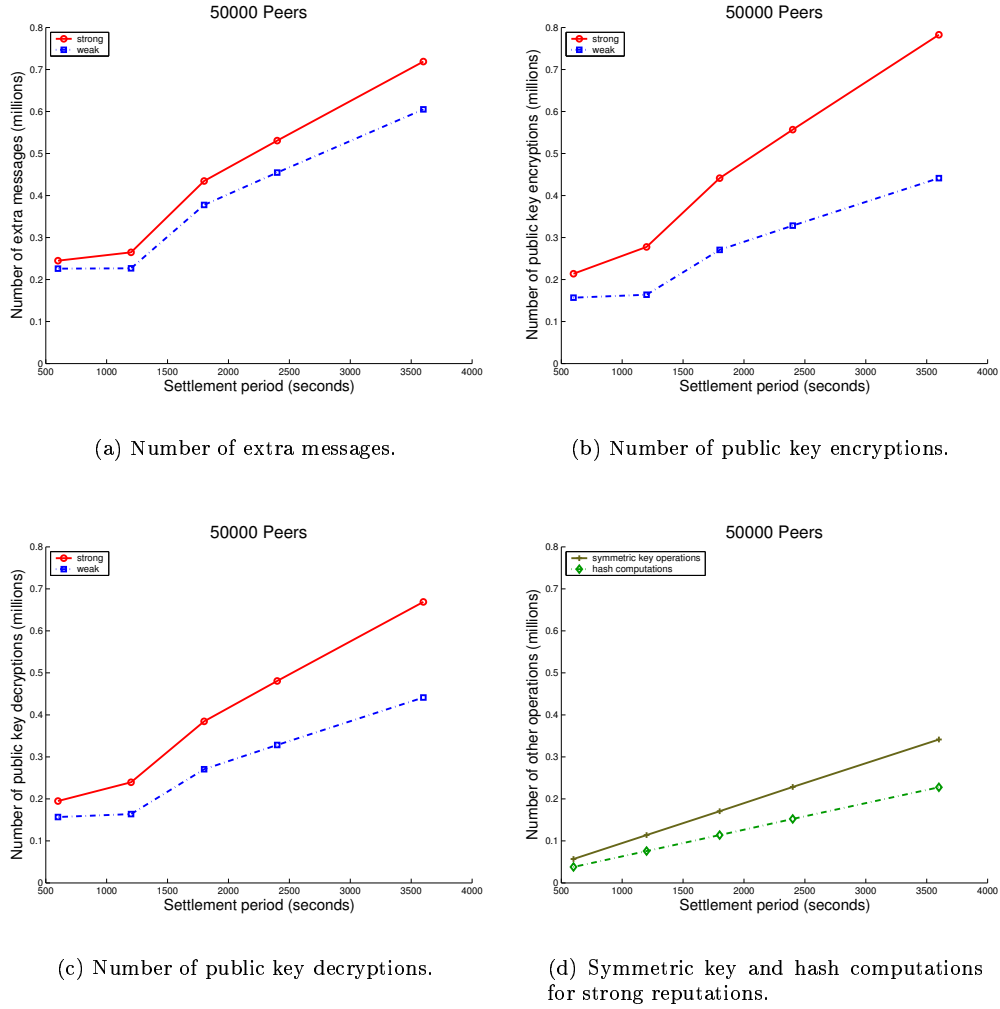 50000 Peers
strong
weak
Number of extra messages (millions)
0.8
0.7
0.6
0.5
0.4
0.3
0.2
0.1
0
500 1000 1500 2000 2500 3000 3500 4000
Settlement period (seconds)
(a) Number of extra messages.
50000 Peers
strong
weak
Number of public key encryptions (millions)
0.8
0.7
0.6
0.5
0.4
0.3
0.2
0.1
0
500 1000 1500 2000 2500 3000 3500 4000
Settlement period (seconds)
(b) Number of public key encryptions.
50000 Peers
strong
weak
Number of public key decryptions (millions)
0.8
0.7
0.6
0.5
0.4
0.3
0.2
0.1
0
500 1000 1500 2000 2500 3000 3500 4000
Settlement period (seconds)
(c) Number of public key decryptions.
50000 Peers
symmetric key operations
hash computations
Number of other operations (millions)
0.8
0.7
0.6
0.5
0.4
0.3
0.2
0.1
0
500 1000 1500 2000 2500 3000 3500 4000
Settlement period (seconds)
(d) Symmetric key and hash computations
for strong reputations.